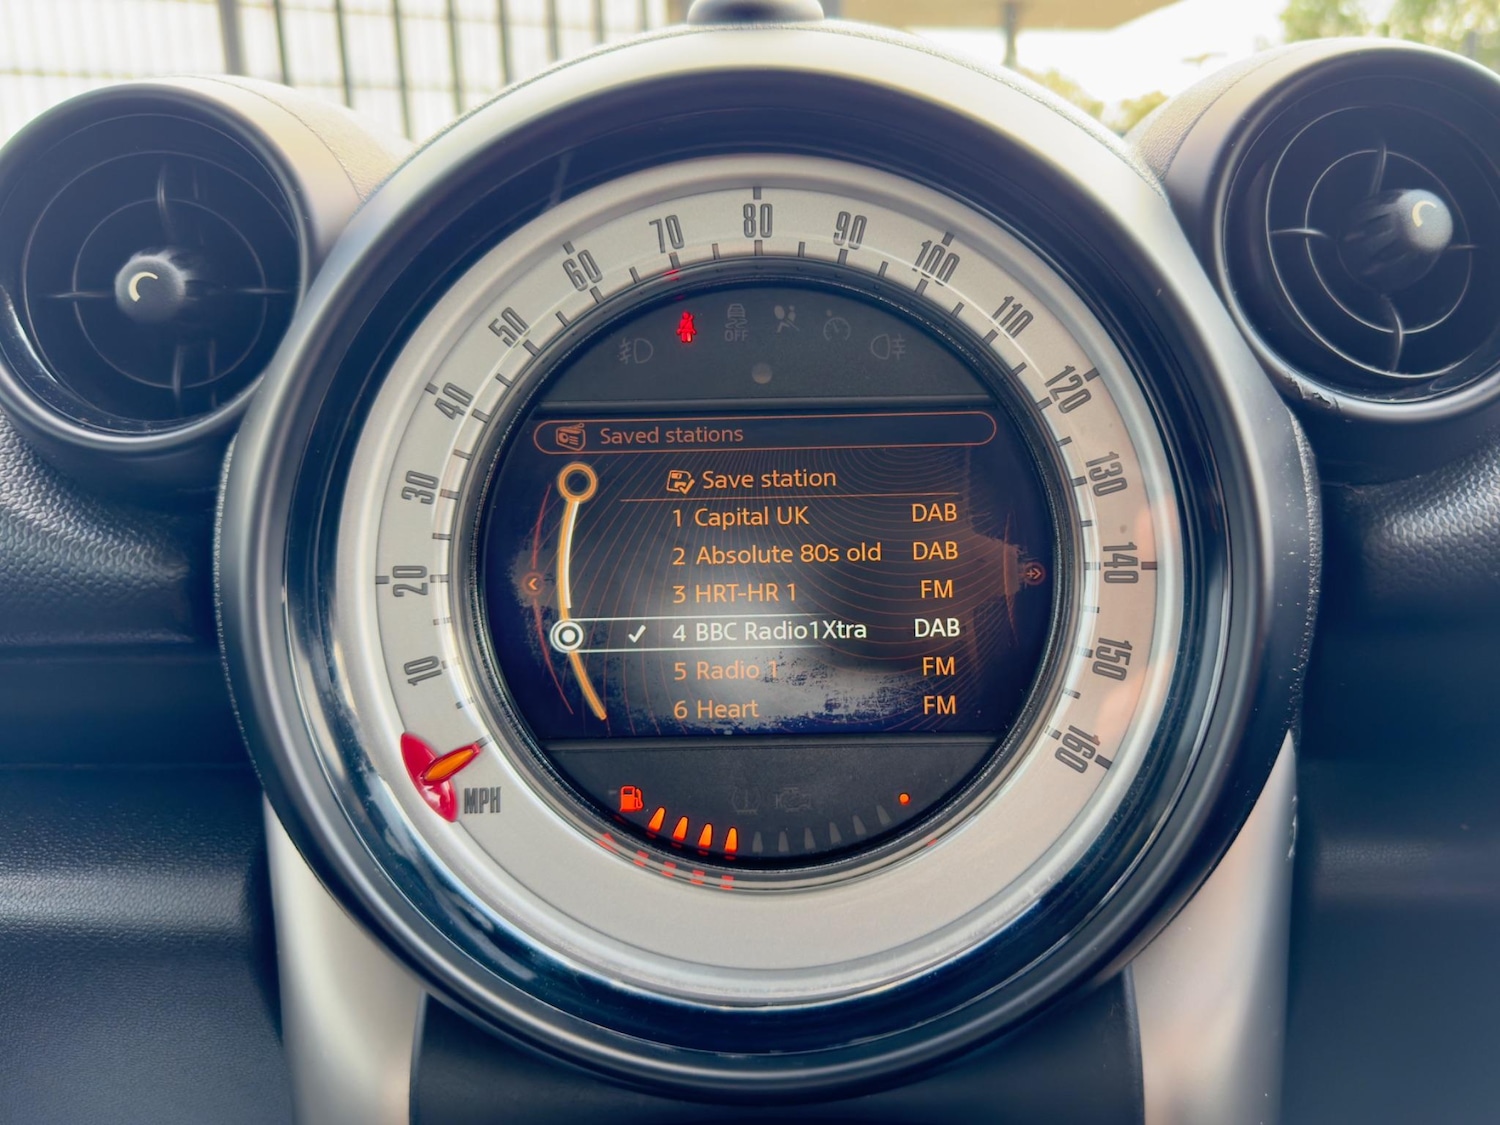 10
20
30
40
50
60
70
80
90
100
110
120
130
140
150
160
MPH
OFF
Saved stations
Save station
1 Capital UK DAB
2 Absolute 80s old DAB
3 HRT-HR 1 FM
4 BBC Radio1Xtra DAB
5 Radio 1 FM
6 Heart FM